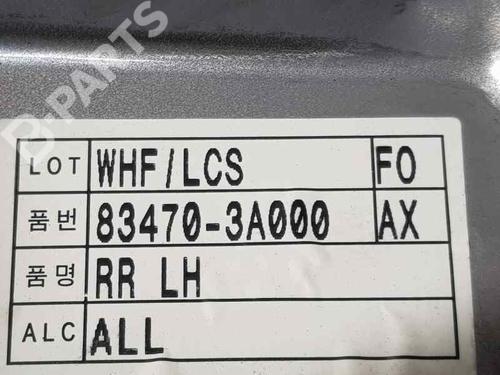 B-PARTS
LOT WHF/LCS FO
품번 83470-3A000 AX
품명 RR LH
ALC ALL